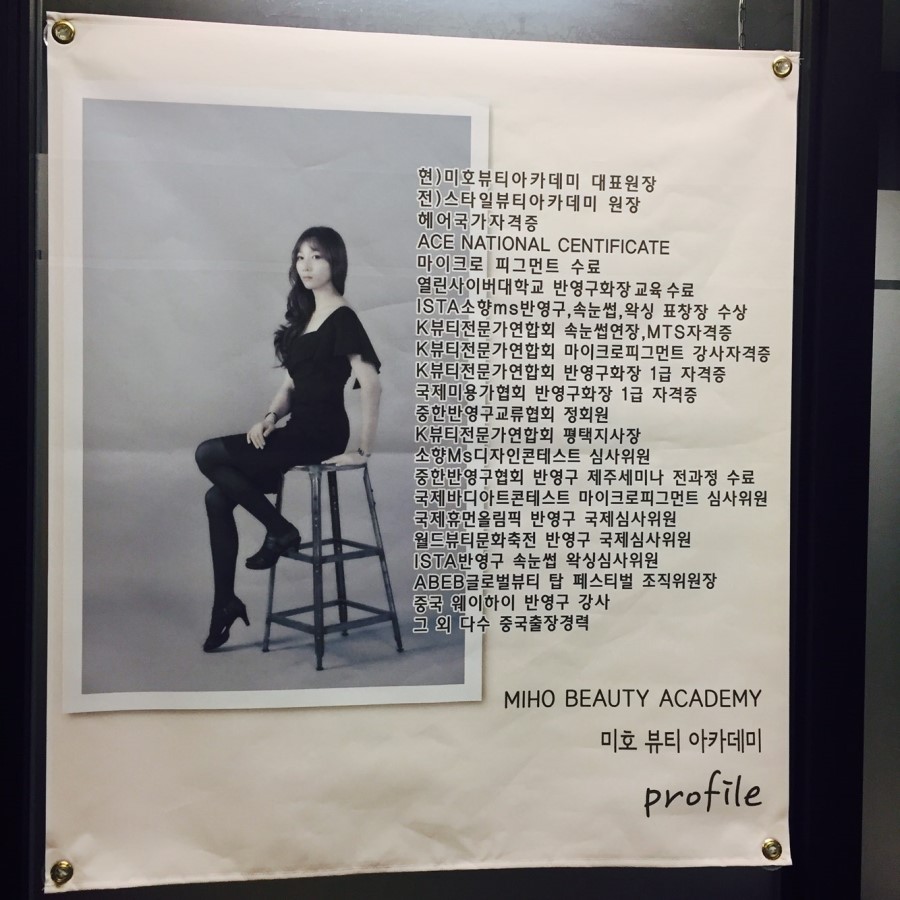 현)미호뷰티아카데미 대표원장
전)스타일뷰티아카데미 원장
헤어국가자격증
ACE NATIONAL CENTIFICATE
마이크로 피그먼트 수료
열린사이버대학교 반영구화장교육수료
ISTA소향ms반영구,속눈썹,왁싱 표창장 수상
K뷰티전문가연합회 속눈썹연장,MTS자격증
K뷰티전문가연합회 마이크로피그먼트 강사자격증
K뷰티전문가연합회 반영구화장 1급 자격증
국제미용가협회 반영구화장 1급 자격증
중한반영구교류협회 정회원
K뷰티전문가연합회 평택지사장
소향Ms디자인콘테스트 심사위원
중한반영구협회 반영구 제주세미나 전과정 수료
국제바디아트콘테스트 마이크로피그먼트 심사위원
국제휴먼올림픽 반영구 국제심사위원
월드뷰티문화축전 반영구 국제심사위원
ISTA반영구 속눈썹 왁싱심사위원
ABEB글로벌뷰티 탑 페스티벌 조직위원장
중국 웨이하이 반영구 강사
그 외 다수 중국출장경력
MIHO BEAUTY ACADEMY
미호 뷰티 아카데미
profile